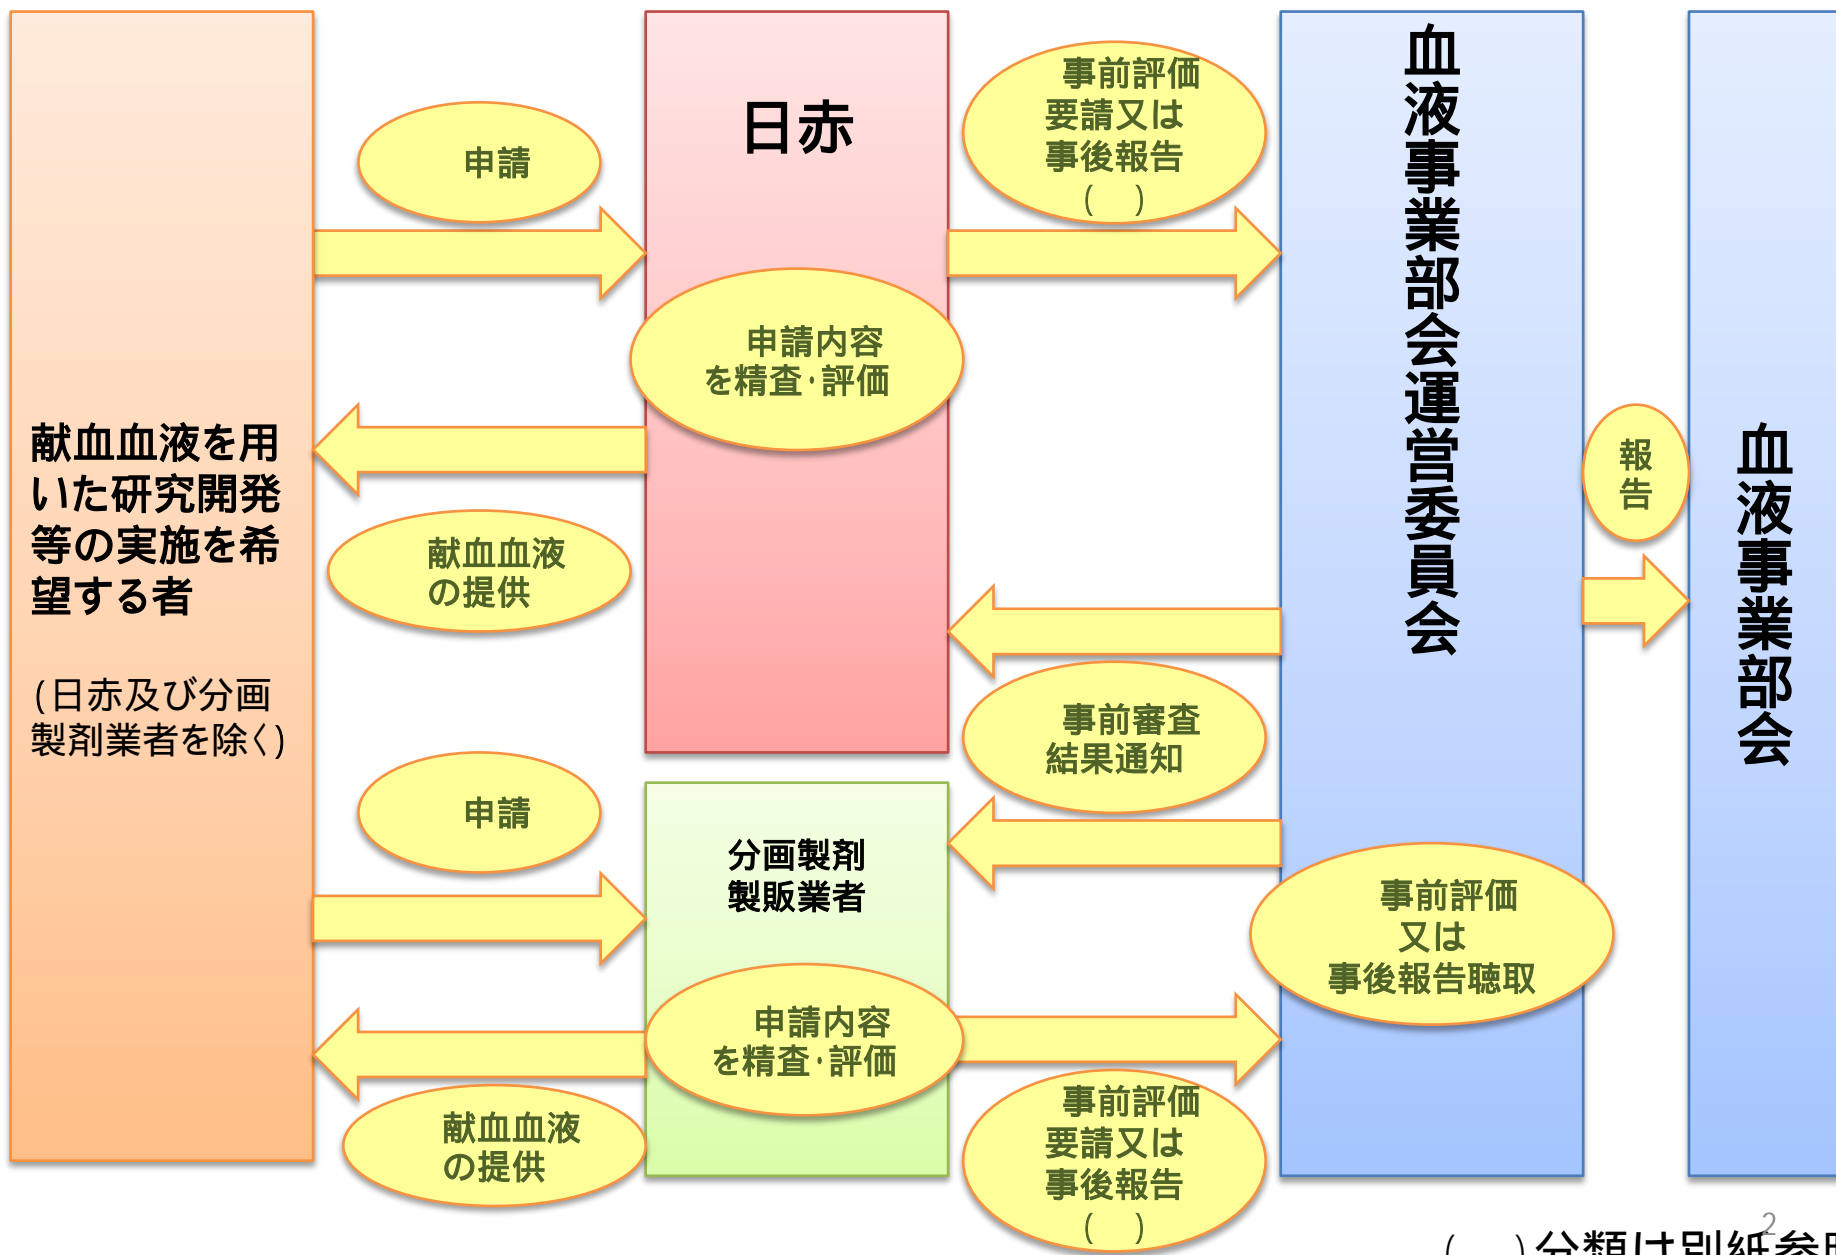 献血血液を用
いた研究開発
等の実施を希
望する者
(日赤及び分画
製剤業者を除く)
申請
日赤
申請内容
を精査・評価
献血血液
の提供
事前評価
要請又は
事後報告
(　)
血液事業部会運営委員会
報
告
血液事業部会
事前審査
結果通知
申請
分画製剤
製販業者
申請内容
を精査・評価
献血血液
の提供
事前評価
又は
事後報告聴取
事前評価
要請又は
事後報告
(　)
2
(　)分類は別紙参照